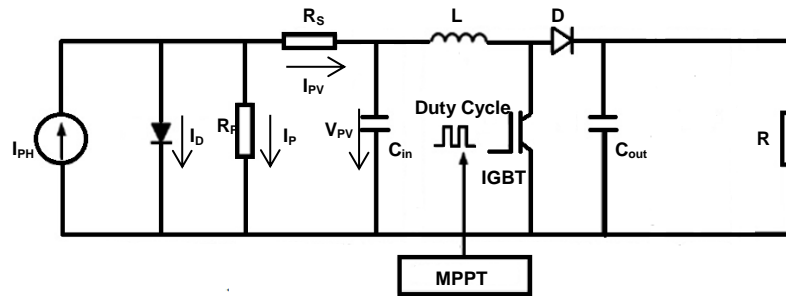 R_S
L
D
I_PV
Duty Cycle
I_PH
I_D
R_P
I_P
V_PV
C_in
IGBT
C_out
R
MPPT